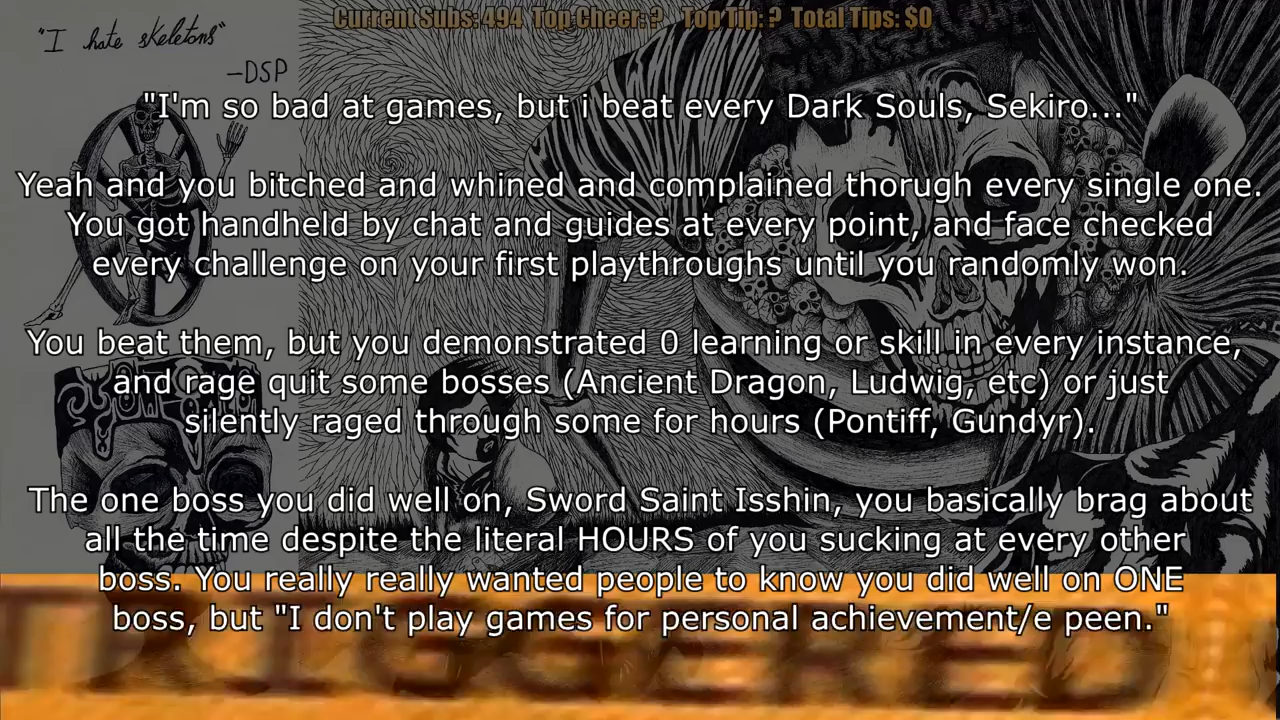 Current Subs: 494 Top Cheer: ? Top Tip: ? Total Tips: $0
"I hate skeletons"
-DSP
"I'm so bad at games, but i beat every Dark Souls, Sekiro..."
Yeah and you bitched and whined and complained thorugh every single one.
You got handheld by chat and guides at every point, and face checked
every challenge on your first playthroughs until you randomly won.
You beat them, but you demonstrated 0 learning or skill in every instance,
and rage quit some bosses (Ancient Dragon, Ludwig, etc) or just
silently raged through some for hours (Pontiff, Gundyr).
The one boss you did well on, Sword Saint Isshin, you basically brag about
all the time despite the literal HOURS of you sucking at every other
boss. You really really wanted people to know you did well on ONE
boss, but "I don't play games for personal achievement/e peen."
TRIGGERED